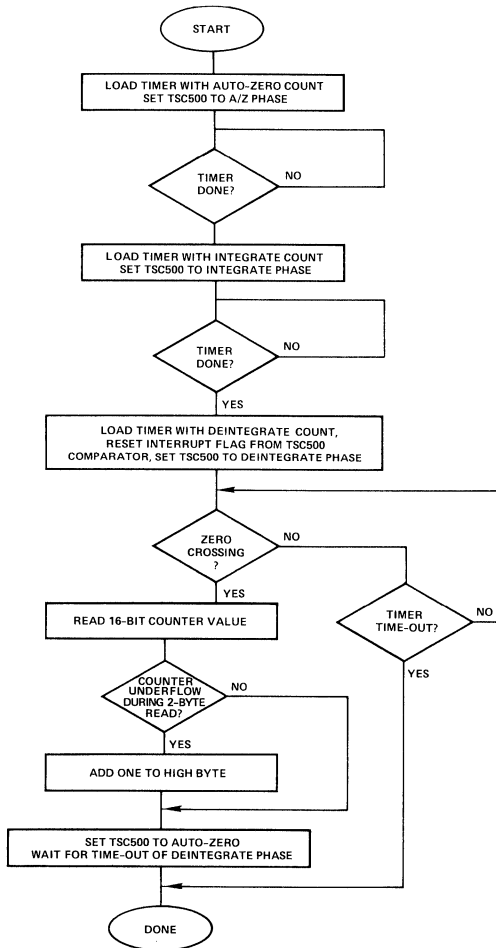 START
LOAD TIMER WITH AUTO-ZERO COUNT
SET TSC500 TO A/Z PHASE
TIMER
DONE?
NO
LOAD TIMER WITH INTEGRATE COUNT
SET TSC500 TO INTEGRATE PHASE
TIMER
DONE?
NO
YES
LOAD TIMER WITH DEINTEGRATE COUNT,
RESET INTERRUPT FLAG FROM TSC500
COMPARATOR, SET TSC500 TO DEINTEGRATE PHASE
ZERO
CROSSING
?
NO
YES
TIMER
TIME-OUT?
NO
YES
READ 16-BIT COUNTER VALUE
COUNTER
UNDERFLOW
DURING 2-BYTE
READ?
NO
YES
ADD ONE TO HIGH BYTE
SET TSC500 TO AUTO-ZERO
WAIT FOR TIME-OUT OF DEINTEGRATE PHASE
DONE